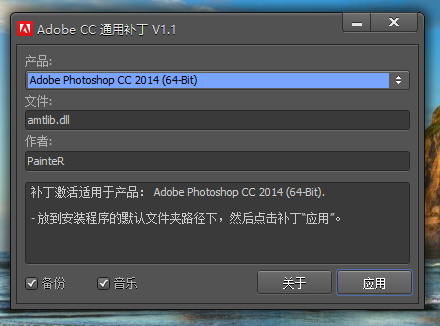 Adobe CC 通用补丁 V1.1
产品:
Adobe Photoshop CC 2014 (64-Bit)
文件:
amtlib.dll
作者:
PainteR
补丁激活适用于产品: Adobe Photoshop CC 2014 (64-Bit).
- 放到安装程序的默认文件夹路径下，然后点击补丁“应用”。
备份 音乐 关于 应用